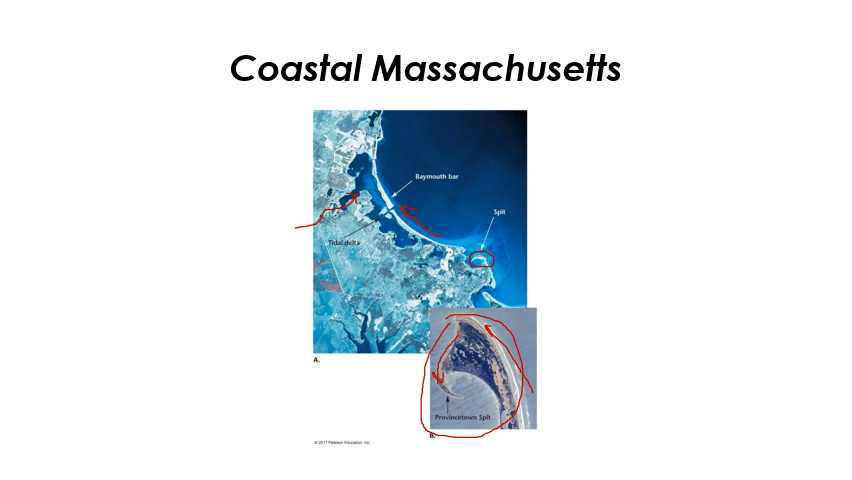 Coastal Massachusetts
Baymouth bar
Spit
Tidal delta
A.
Provincetown Spit
B.
© 2011 Pearson Education, Inc.